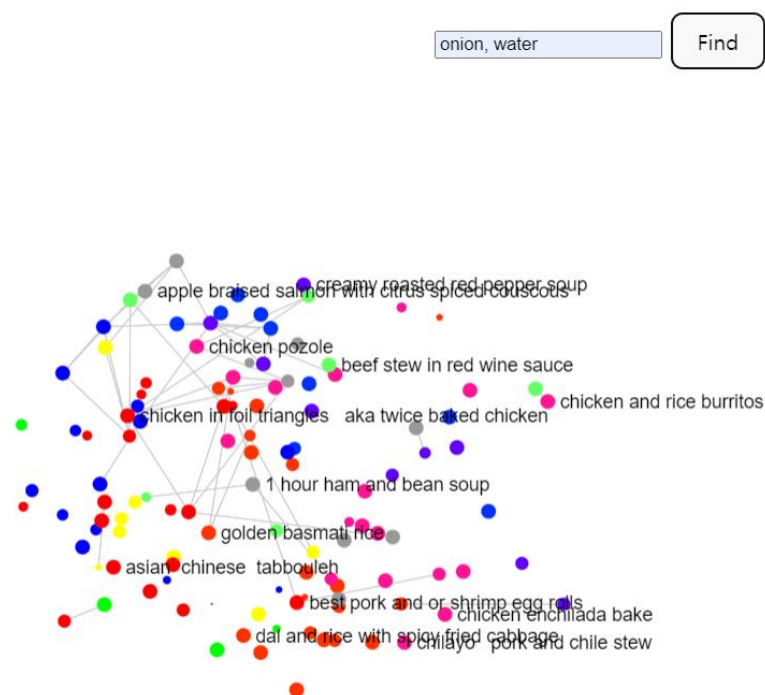 onion, water
Find
creamy roasted red pepper soup
apple braised salmon with citrus spiced couscous
chicken pozole
beef stew in red wine sauce
chicken and rice burritos
chicken in foil triangles aka twice baked chicken
1 hour ham and bean soup
golden basmati rice
asian chinese tabbouleh
best pork and or shrimp egg rolls
chicken enchilada bake
dal and rice with spicy fried cabbage
chilayo pork and chile stew